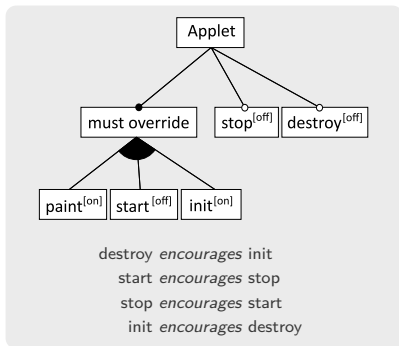 Applet
must override stop[off] destroy[off]
paint[on] start[off] init[on]
destroy encourages init
start encourages stop
stop encourages start
init encourages destroy